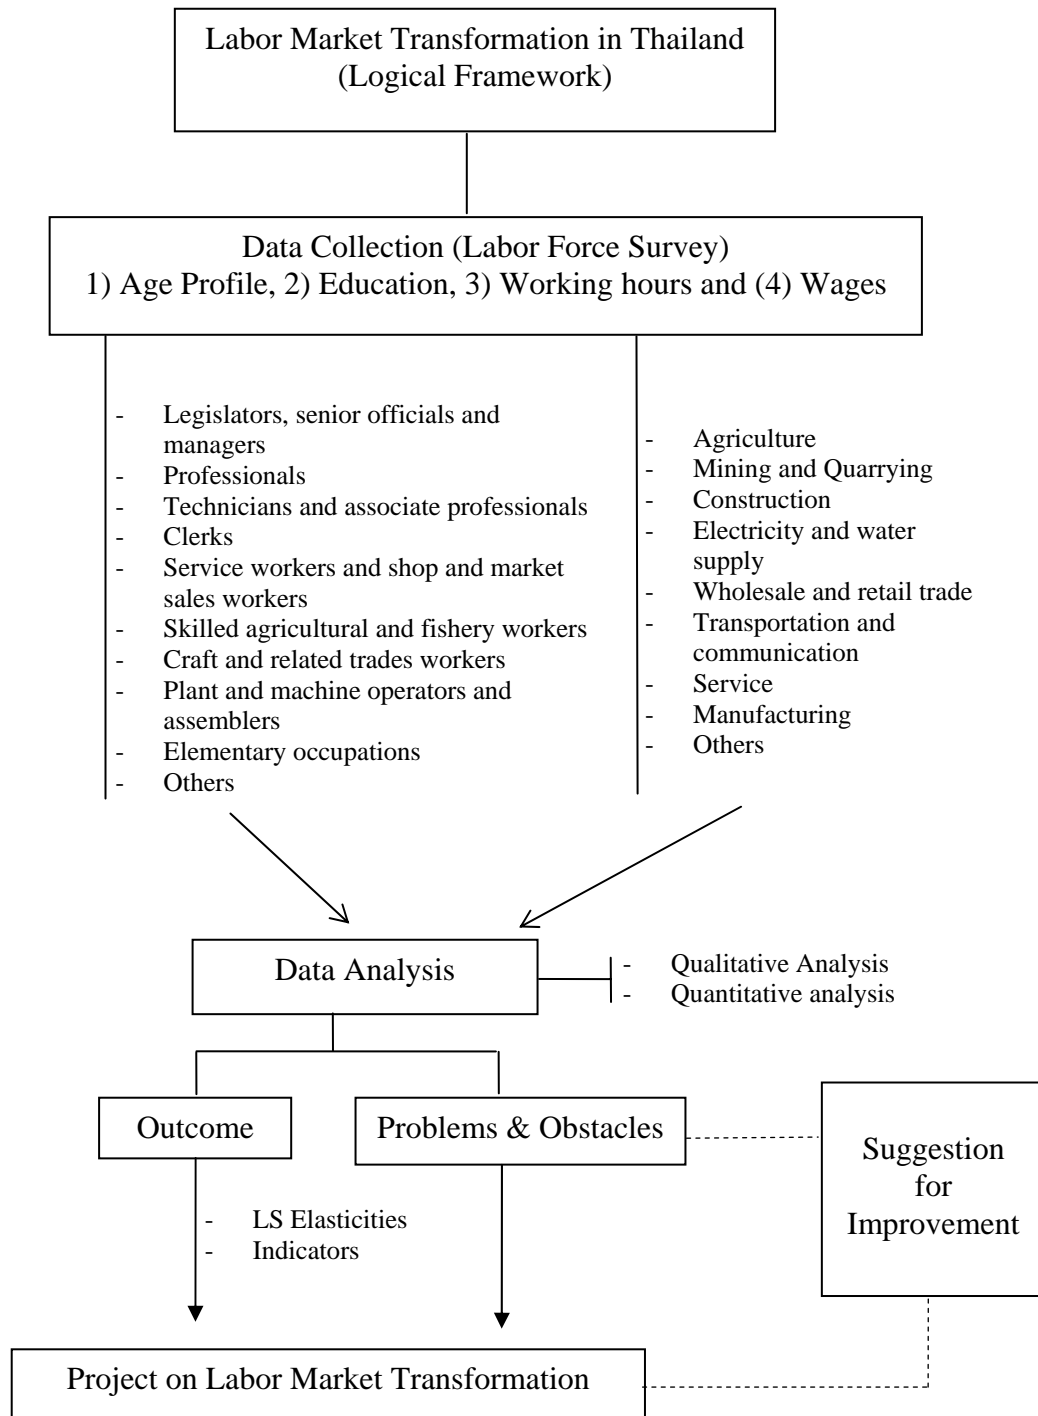 Labor Market Transformation in Thailand
(Logical Framework)
Data Collection (Labor Force Survey)
1) Age Profile, 2) Education, 3) Working hours and (4) Wages
- Legislators, senior officials and
managers
- Professionals
- Technicians and associate professionals
- Clerks
- Service workers and shop and market
sales workers
- Skilled agricultural and fishery workers
- Craft and related trades workers
- Plant and machine operators and
assemblers
- Elementary occupations
- Others
- Agriculture
- Mining and Quarrying
- Construction
- Electricity and water
supply
- Wholesale and retail trade
- Transportation and
communication
- Service
- Manufacturing
- Others
Data Analysis
- Qualitative Analysis
- Quantitative analysis
Outcome
Problems & Obstacles
Suggestion
for
Improvement
- LS Elasticities
- Indicators
Project on Labor Market Transformation